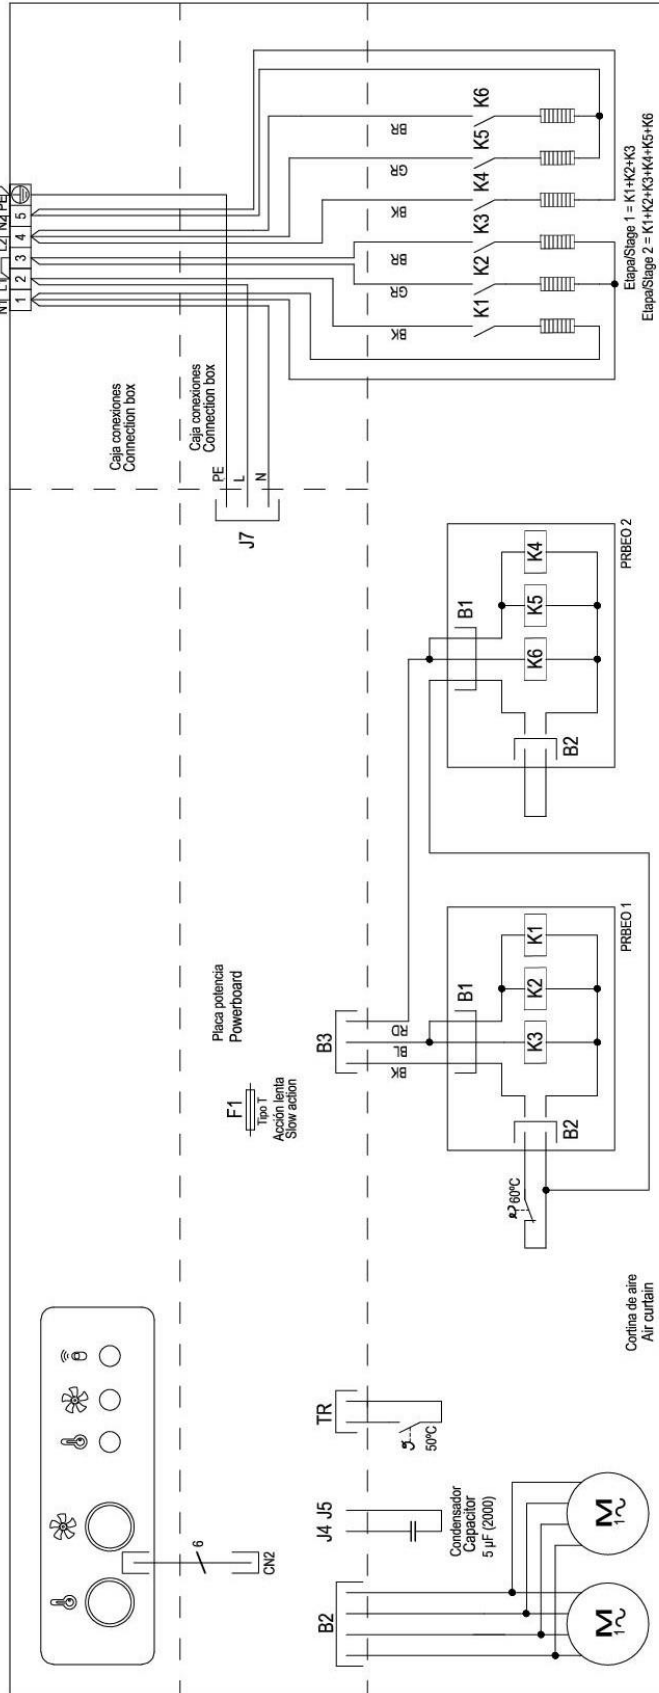 N1 L1 L2 N2 PE
1 2 3 4 5
Caja conexiones
Connection box
6
CN2
F1
Tipo T
Acción lenta
Slow action
Placa potencia
Powerboard
Caja conexiones
Connection box
PE
L
N
J7
B2
J4 J5
TR
B3
BK BL RD
BK GR BR BK GR BR
Condensador
Capacitor
5 µF (2000)
50ºC
60ºC
B2
B1
K3 K2 K1
PRBEO 1
B2
B1
K6 K5 K4
PRBEO 2
K1 K2 K3 K4 K5 K6
M
1~
M
1~
Cortina de aire
Air curtain
Etapa/Stage 1 = K1+K2+K3
Etapa/Stage 2 = K1+K2+K3+K4+K5+K6